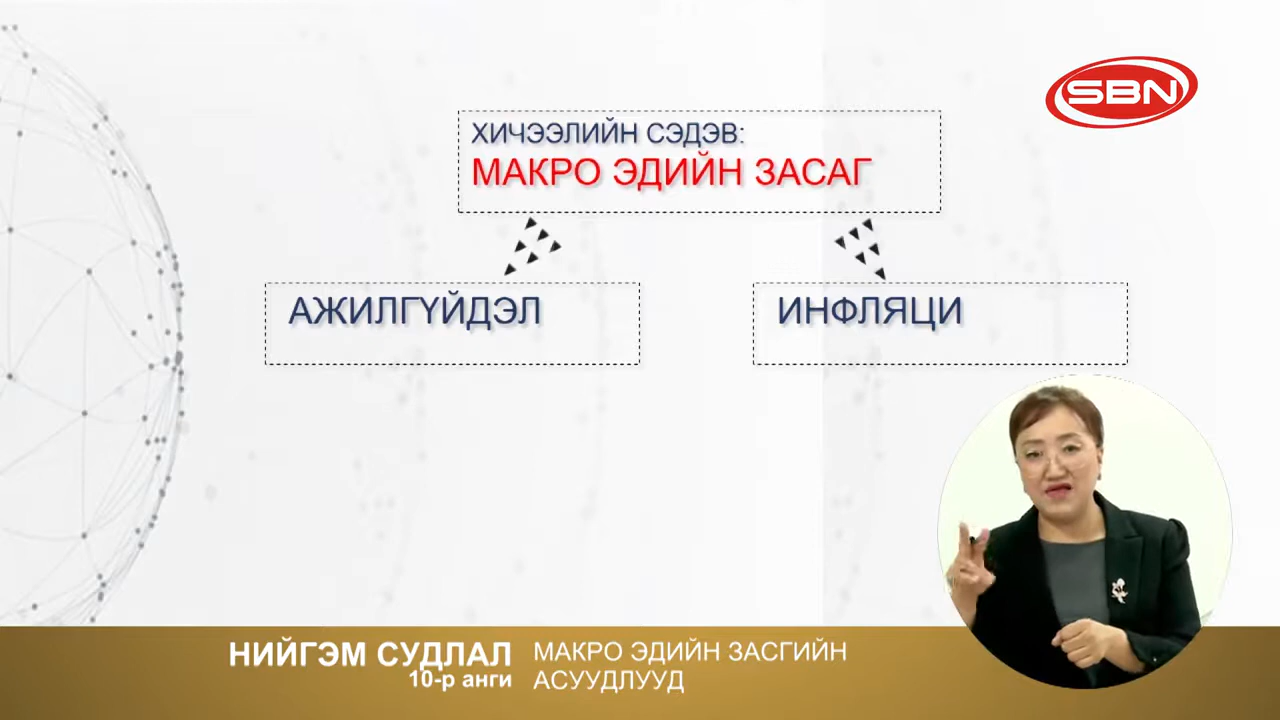 SBN
ХИЧЭЭЛИЙН СЭДЭВ:
МАКРО ЭДИЙН ЗАСАГ
АЖИЛГҮЙДЭЛ
ИНФЛЯЦИ
НИЙГЭМ СУДЛАЛ
10-р анги
МАКРО ЭДИЙН ЗАСГИЙН
АСУУДЛУУД